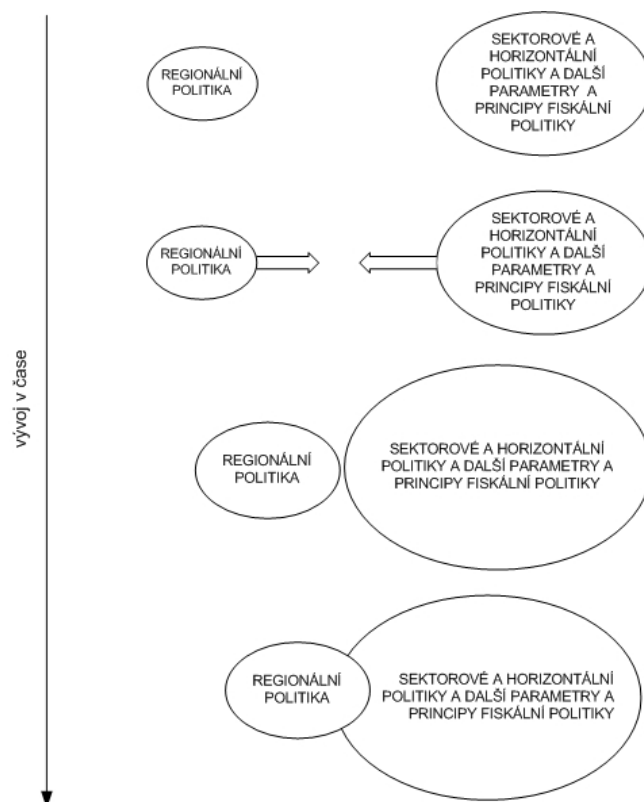 REGIONÁLNÍ
POLITIKA
SEKTOROVÉ A
HORIZONTÁLNÍ
POLITIKY A DALŠÍ
PARAMETRY A
PRINCIPY FISKÁLNÍ
POLITIKY
REGIONÁLNÍ
POLITIKA
SEKTOROVÉ A
HORIZONTÁLNÍ
POLITIKY A DALŠÍ
PARAMETRY A
PRINCIPY FISKÁLNÍ
POLITIKY
vývoj v čase
REGIONÁLNÍ
POLITIKA
SEKTOROVÉ A HORIZONTÁLNÍ
POLITIKY A DALŠÍ PARAMETRY A
PRINCIPY FISKÁLNÍ POLITIKY
REGIONÁLNÍ
POLITIKA
SEKTOROVÉ A HORIZONTÁLNÍ
POLITIKY A DALŠÍ PARAMETRY A
PRINCIPY FISKÁLNÍ POLITIKY